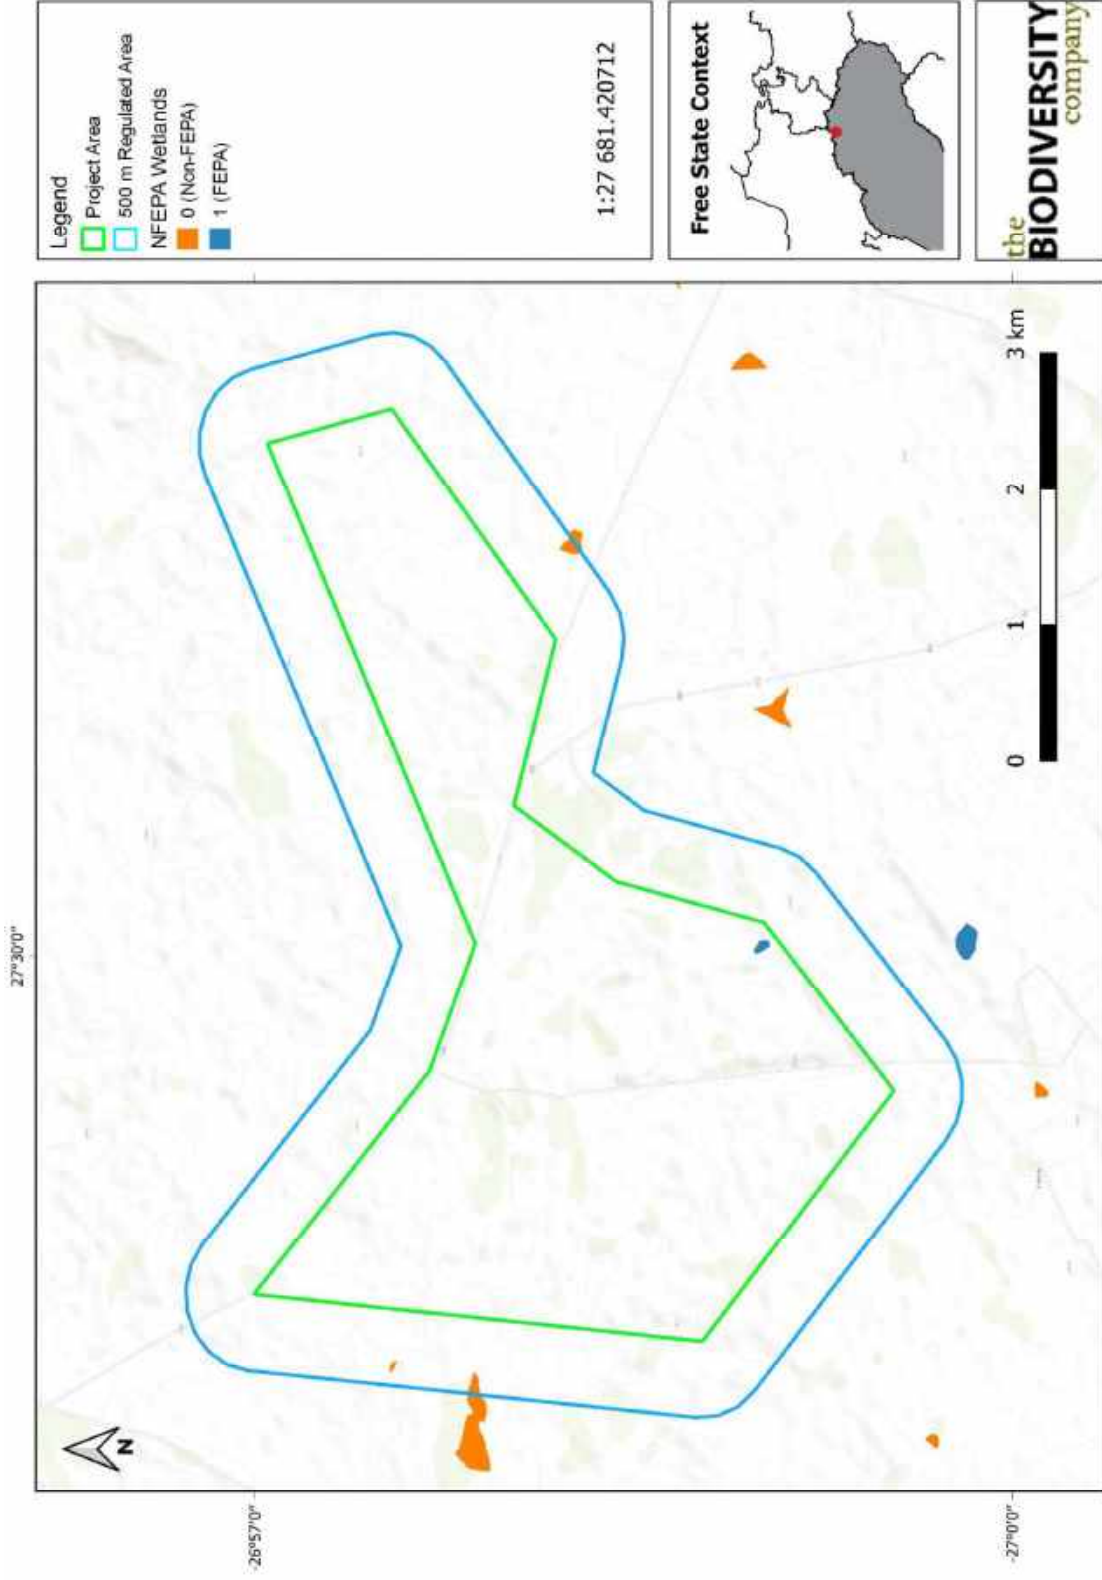 Legend
Project Area
500 m Regulated Area
NFEPA Wetlands
0 (Non-FEPA)
1 (FEPA)
1:27 681.420712
Free State Context
the
BIODIVERSITY
company
27°30'0"
-26°57'0"
-27°0'0"
N
0 1 2 3 km